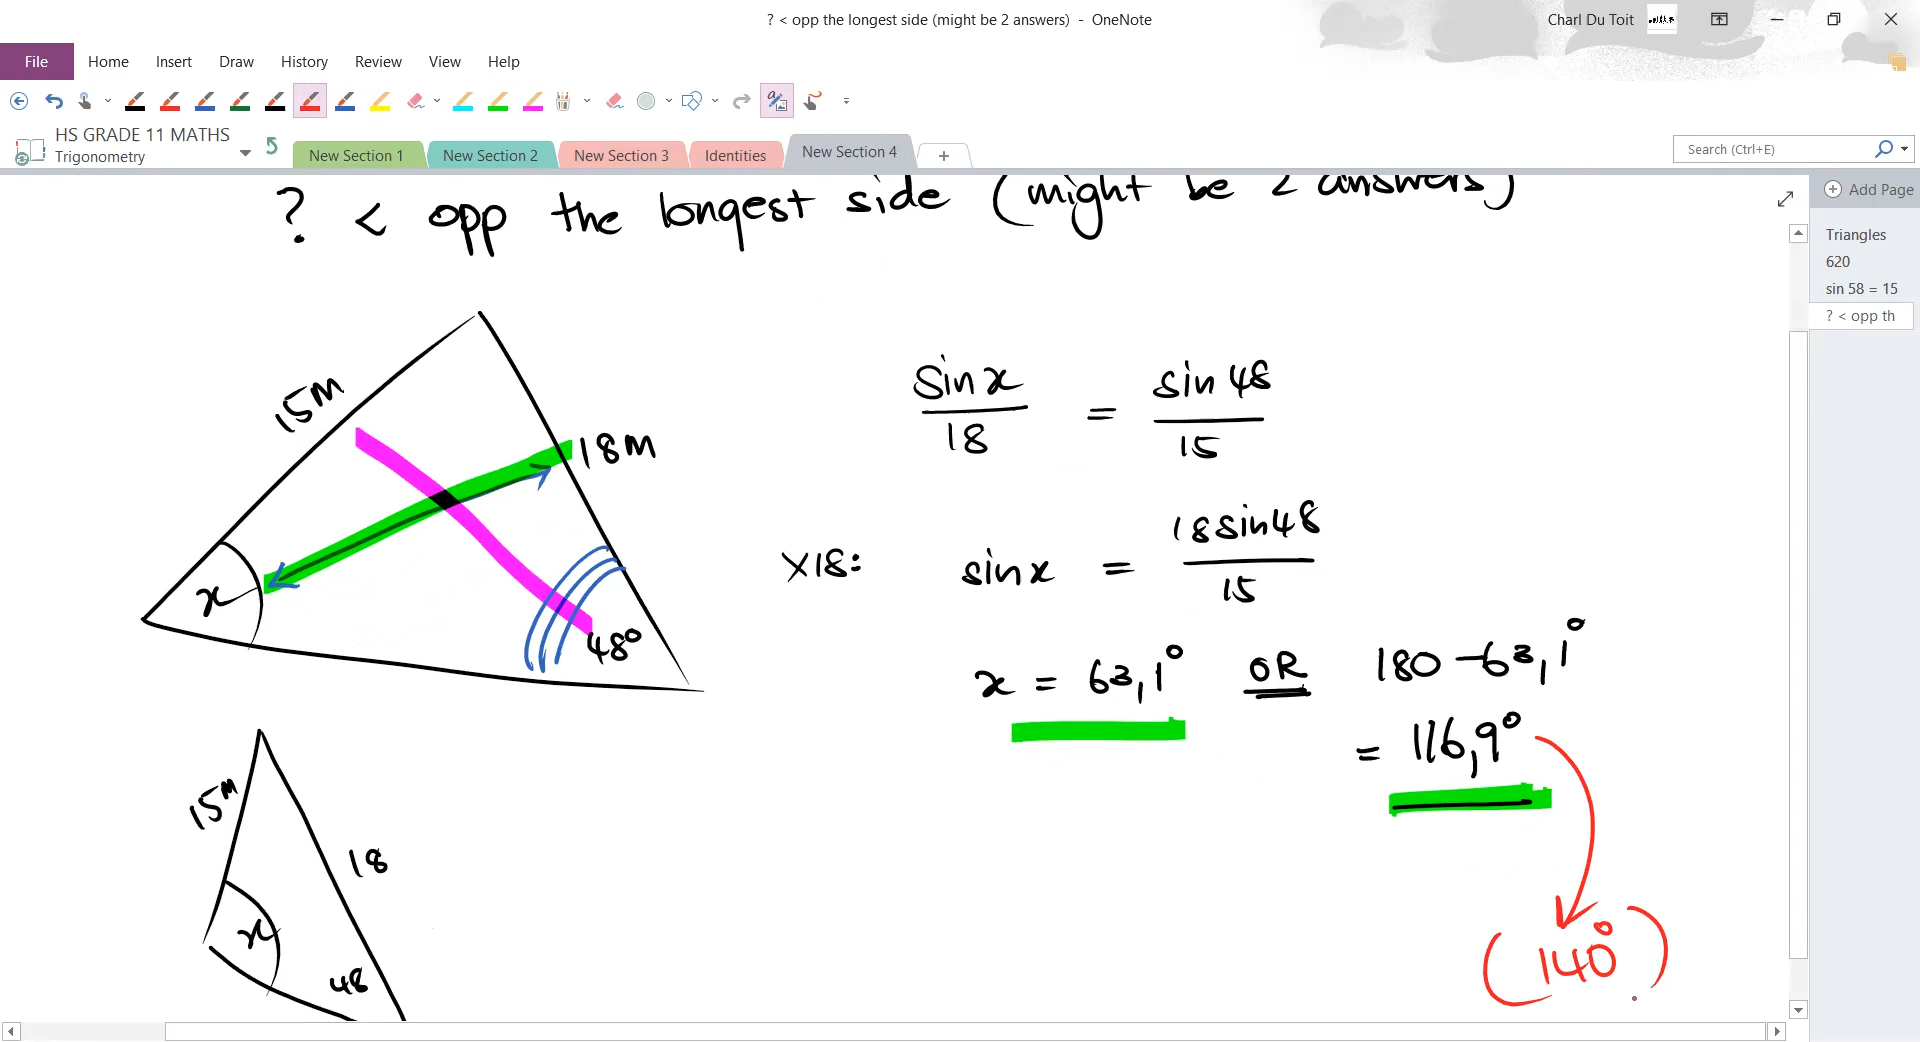 ? < opp the longest side (might be 2 answers) - OneNote
Charl Du Toit
File Home Insert Draw History Review View Help
HS GRADE 11 MATHS
Trigonometry
New Section 1 New Section 2 New Section 3 Identities New Section 4 +
Search (Ctrl+E)
Add Page
Triangles
620
sin 58 = 15
? < opp th
? < opp the longest side (might be 2 answers)
15m
18m
x
48°
sin x / 18 = sin 48 / 15
×18: sin x = 18 sin 48 / 15
x = 63,1° OR 180 - 63,1°
= 116,9°
(140°)
15m
18
x
48